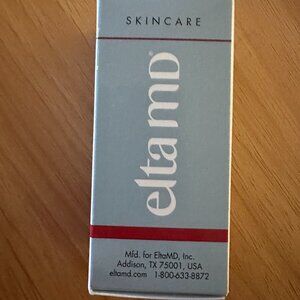 SKINCARE
elta MD®
Mfd. for EltaMD, Inc.
Addison, TX 75001, USA
eltamd.com 1-800-633-8872